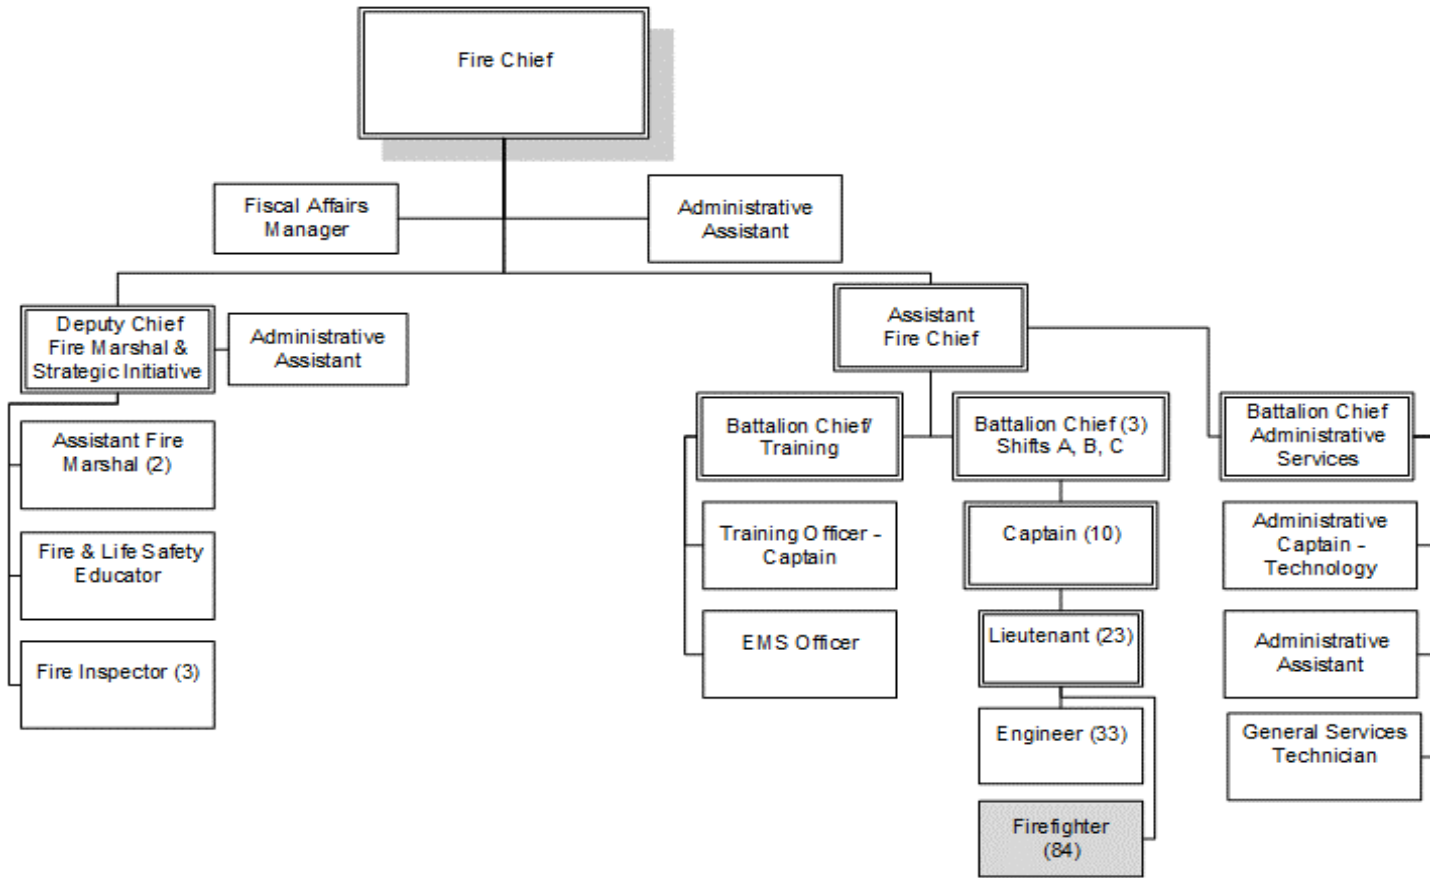 Fire Chief
Fiscal Affairs
Manager
Administrative
Assistant
Deputy Chief
Fire Marshal &
Strategic Initiative
Administrative
Assistant
Assistant
Fire Chief
Assistant Fire
Marshal (2)
Fire & Life Safety
Educator
Fire Inspector (3)
Battalion Chief/
Training
Training Officer -
Captain
EMS Officer
Battalion Chief (3)
Shifts A, B, C
Captain (10)
Lieutenant (23)
Engineer (33)
Firefighter
(84)
Battalion Chief
Administrative
Services
Administrative
Captain -
Technology
Administrative
Assistant
General Services
Technician